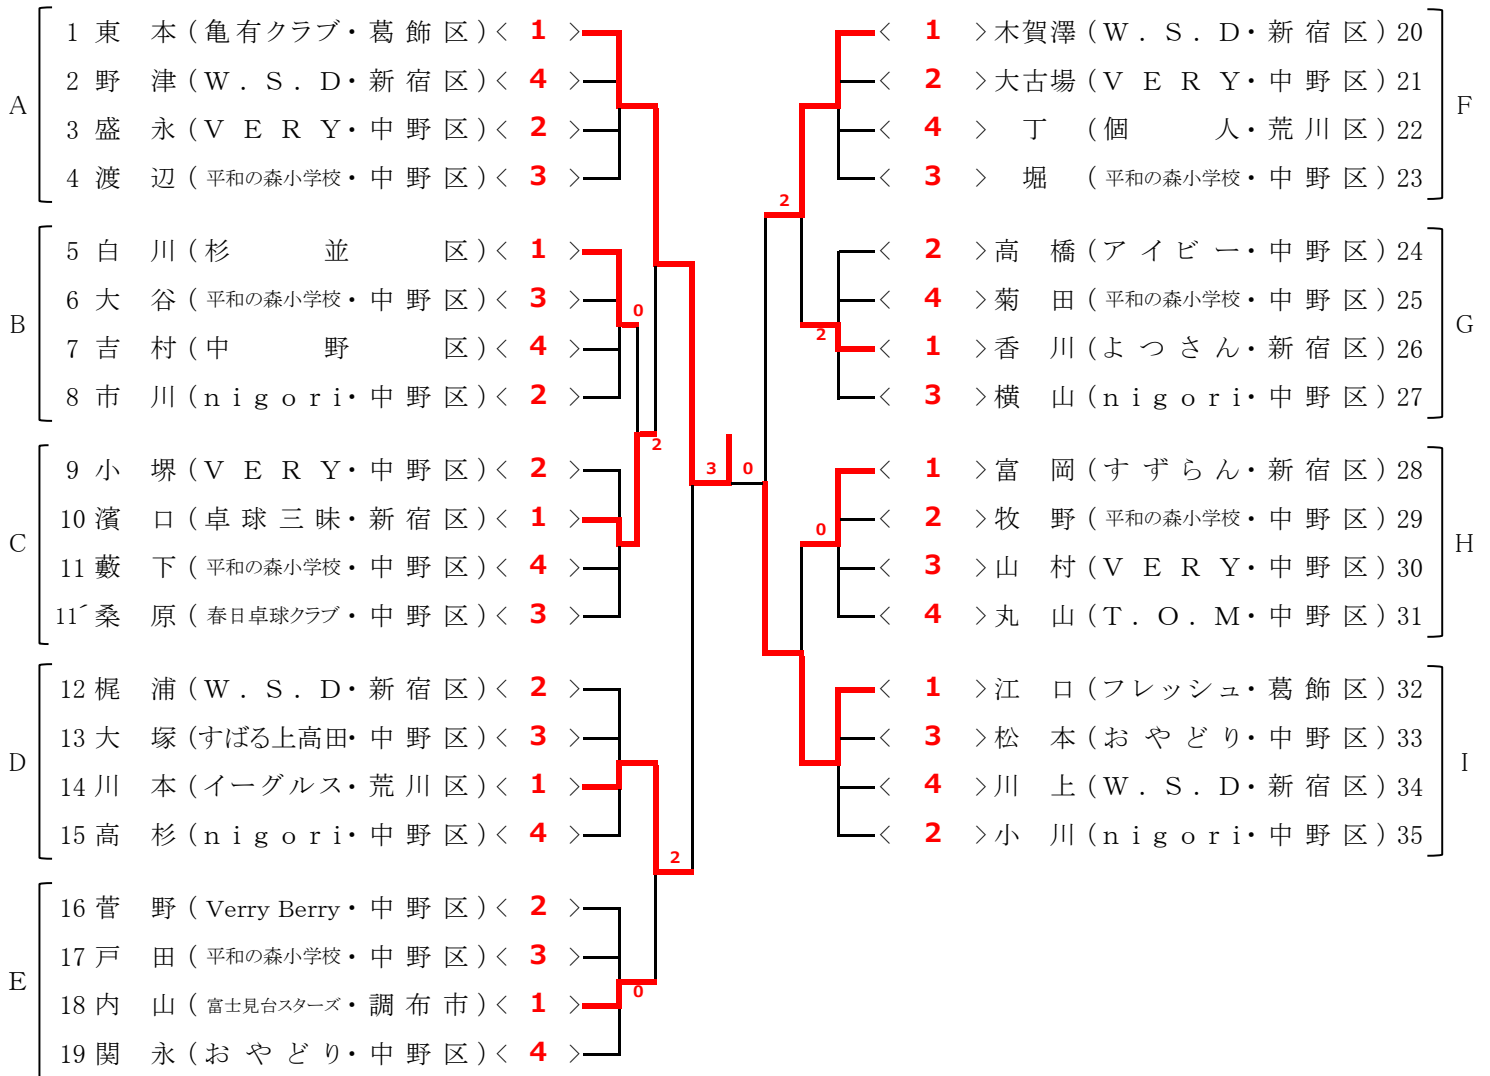 A
1 東 本 (亀有クラブ・葛飾区) < 1 >
2 野 津 (W．S．D・新宿区) < 4 >
3 盛 永 (VERY・中野区) < 2 >
4 渡 辺 (平和の森小学校・中野区) < 3 >
B
5 白 川 (杉並区) < 1 >
6 大 谷 (平和の森小学校・中野区) < 3 >
7 吉 村 (中野区) < 4 >
8 市 川 (nigori・中野区) < 2 >
C
9 小 堺 (VERY・中野区) < 2 >
10 濱 口 (卓球三昧・新宿区) < 1 >
11 藪 下 (平和の森小学校・中野区) < 4 >
11´ 桑 原 (春日卓球クラブ・中野区) < 3 >
D
12 梶 浦 (W．S．D・新宿区) < 2 >
13 大 塚 (すばる上高田・中野区) < 3 >
14 川 本 (イーグルス・荒川区) < 1 >
15 高 杉 (nigori・中野区) < 4 >
E
16 菅 野 (Verry Berry・中野区) < 2 >
17 戸 田 (平和の森小学校・中野区) < 3 >
18 内 山 (富士見台スターズ・調布市) < 1 >
19 関 永 (おやどり・中野区) < 4 >
0
2
2
0
3 0
2
2
0
F
< 1 > 木賀澤 (W．S．D・新宿区) 20
< 2 > 大古場 (VERY・中野区) 21
< 4 > 丁 (個人・荒川区) 22
< 3 > 堀 (平和の森小学校・中野区) 23
G
< 2 > 高 橋 (アイビー・中野区) 24
< 4 > 菊 田 (平和の森小学校・中野区) 25
< 1 > 香 川 (よつさん・新宿区) 26
< 3 > 横 山 (nigori・中野区) 27
H
< 1 > 富 岡 (すずらん・新宿区) 28
< 2 > 牧 野 (平和の森小学校・中野区) 29
< 3 > 山 村 (VERY・中野区) 30
< 4 > 丸 山 (T．O．M・中野区) 31
I
< 1 > 江 口 (フレッシュ・葛飾区) 32
< 3 > 松 本 (おやどり・中野区) 33
< 4 > 川 上 (W．S．D・新宿区) 34
< 2 > 小 川 (nigori・中野区) 35